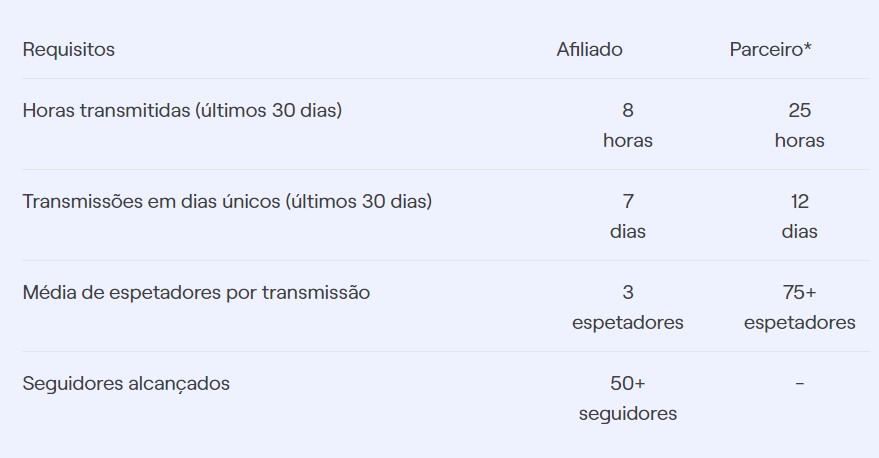 Requisitos Afiliado Parceiro*
Horas transmitidas (últimos 30 dias) 8 25
horas horas
Transmissões em dias únicos (últimos 30 dias) 7 12
dias dias
Média de espetadores por transmissão 3 75+
espetadores espetadores
Seguidores alcançados 50+ -
seguidores